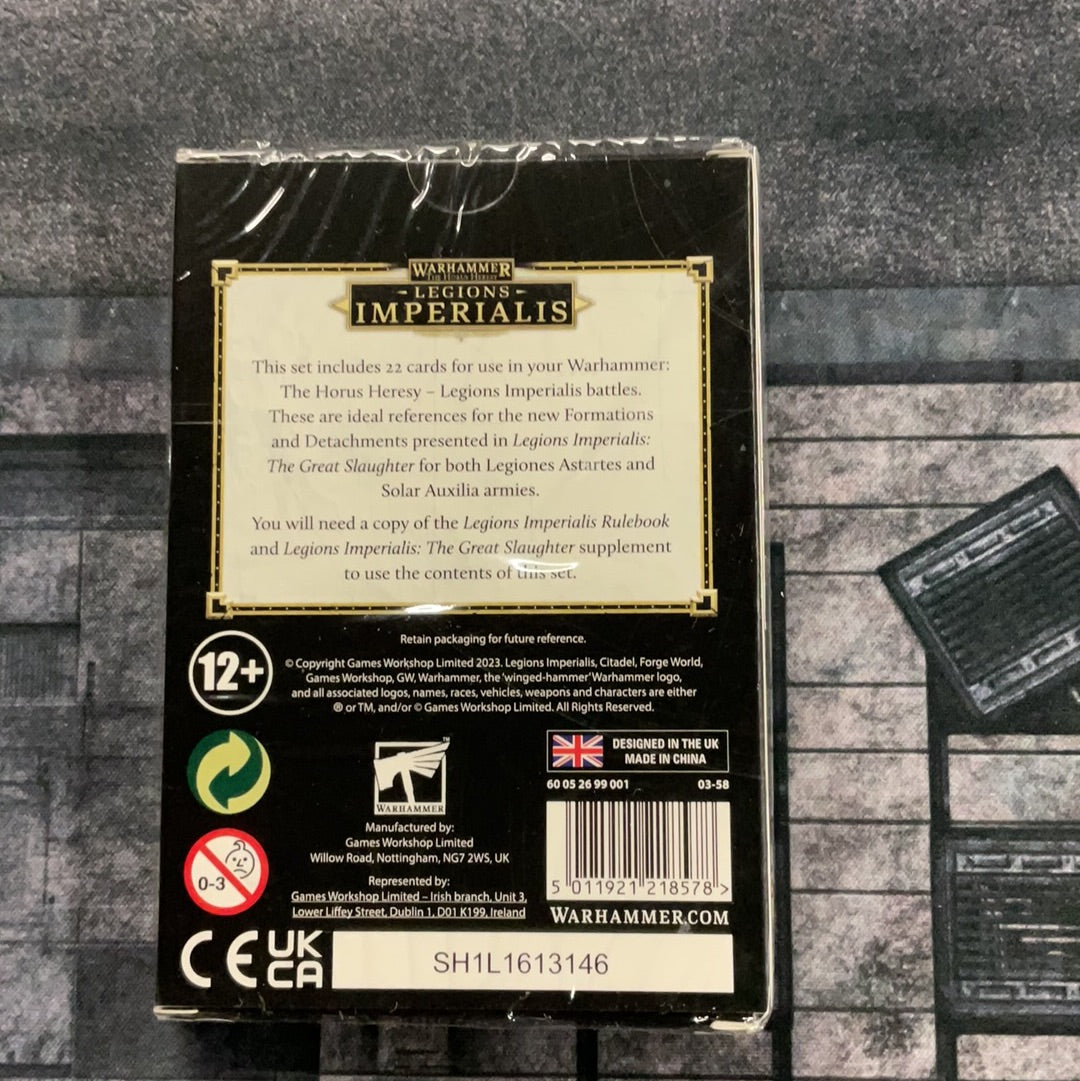 WARHAMMER
THE HORUS HERESY
LEGIONS
IMPERIALIS
This set includes 22 cards for use in your Warhammer:
The Horus Heresy – Legions Imperialis battles.
These are ideal references for the new Formations
and Detachments presented in Legions Imperialis:
The Great Slaughter for both Legiones Astartes and
Solar Auxilia armies.
You will need a copy of the Legions Imperialis Rulebook
and Legions Imperialis: The Great Slaughter supplement
to use the contents of this set.
Retain packaging for future reference.
12+
© Copyright Games Workshop Limited 2023. Legions Imperialis, Citadel, Forge World,
Games Workshop, GW, Warhammer, the 'winged-hammer' Warhammer logo,
and all associated logos, names, races, vehicles, weapons and characters are either
® or TM, and/or © Games Workshop Limited. All Rights Reserved.
DESIGNED IN THE UK
MADE IN CHINA
60 05 26 99 001 03-58
TM
WARHAMMER
Manufactured by:
Games Workshop Limited
Willow Road, Nottingham, NG7 2WS, UK
Represented by:
Games Workshop Limited – Irish branch, Unit 3,
Lower Liffey Street, Dublin 1, D01 K199, Ireland
0-3
5 011921 218578 >
WARHAMMER.COM
CE UK
CA
SH1L1613146